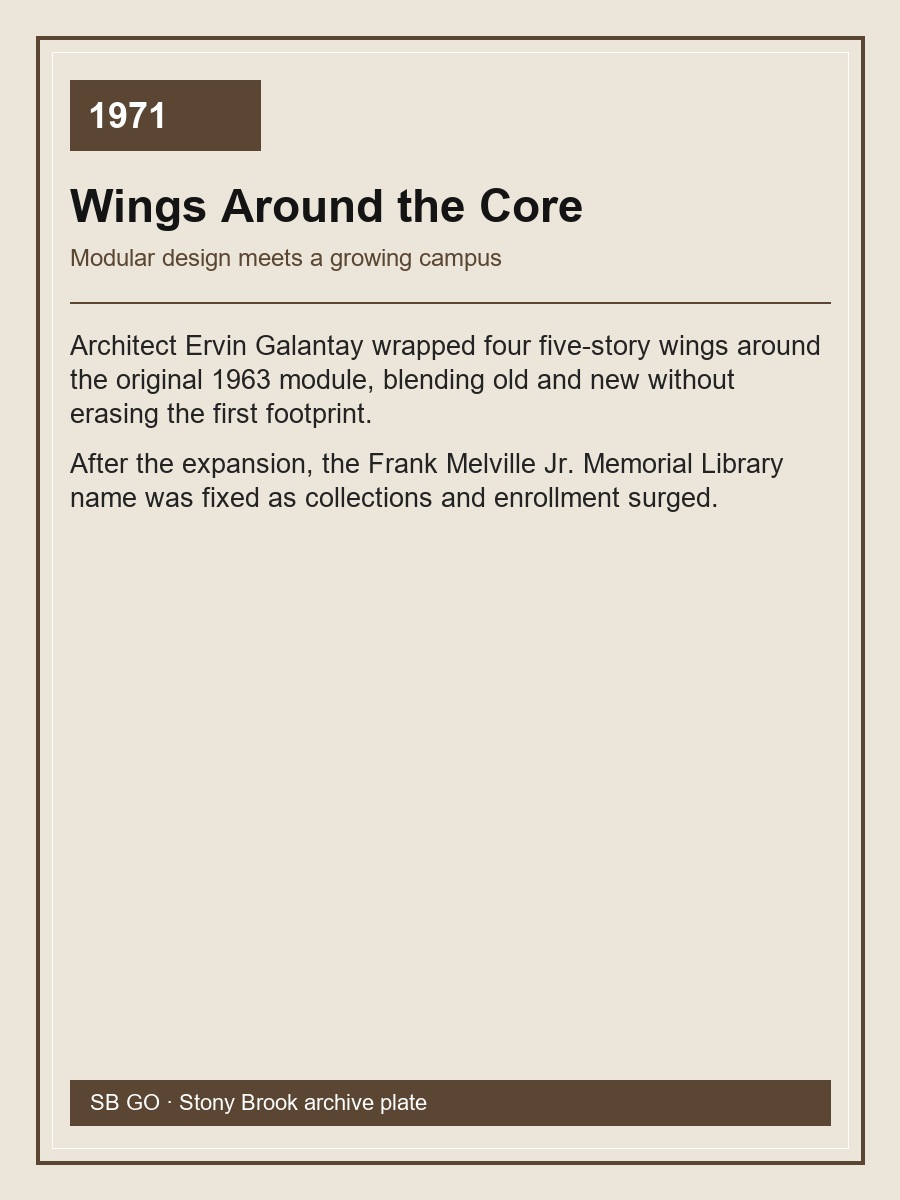 1971
Wings Around the Core
Modular design meets a growing campus
Architect Ervin Galantay wrapped four five-story wings around
the original 1963 module, blending old and new without
erasing the first footprint.
After the expansion, the Frank Melville Jr. Memorial Library
name was fixed as collections and enrollment surged.
SB GO · Stony Brook archive plate